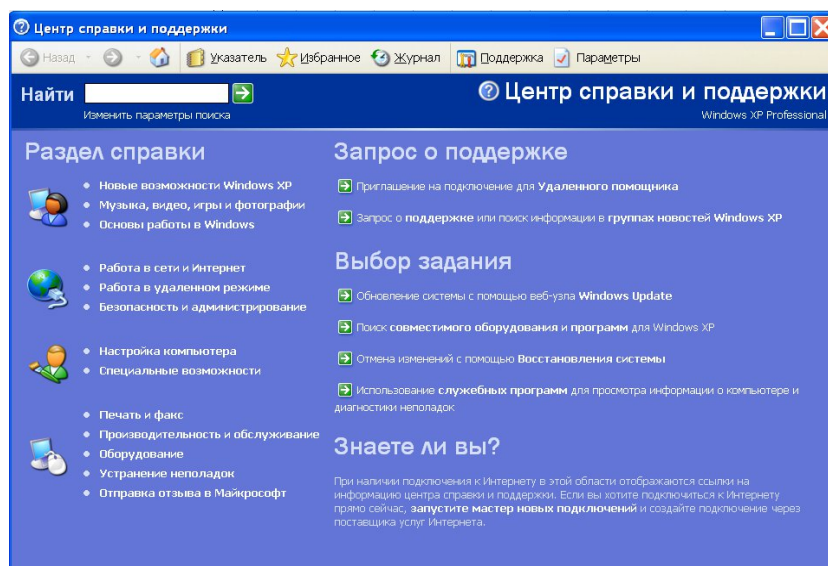 Центр справки и поддержки
Назад Указатель Избранное Журнал Поддержка Параметры
Найти
Изменить параметры поиска
Центр справки и поддержки
Windows XP Professional
Раздел справки
Новые возможности Windows XP
Музыка, видео, игры и фотографии
Основы работы в Windows
Работа в сети и Интернет
Работа в удаленном режиме
Безопасность и администрирование
Настройка компьютера
Специальные возможности
Печать и факс
Производительность и обслуживание
Оборудование
Устранение неполадок
Отправка отзыва в Майкрософт
Запрос о поддержке
Приглашение на подключение для Удаленного помощника
Запрос о поддержке или поиск информации в группах новостей Windows XP
Выбор задания
Обновление системы с помощью веб-узла Windows Update
Поиск совместимого оборудования и программ для Windows XP
Отмена изменений с помощью Восстановления системы
Использование служебных программ для просмотра информации о компьютере и
диагностики неполадок
Знаете ли вы?
При наличии подключения к Интернету в этой области отображаются ссылки на
информацию центра справки и поддержки. Если вы хотите подключиться к Интернету
прямо сейчас, запустите мастер новых подключений и создайте подключение через
поставщика услуг Интернета.